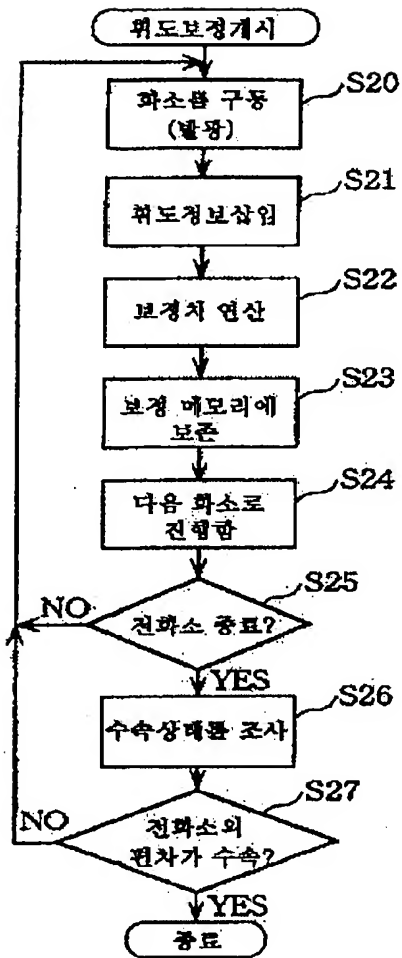 휘도보정개시
S20
화소를 구동
(발광)
S21
휘도정보삽입
S22
보정치 연산
S23
보정 메모리에
보존
S24
다음 화소로
진행함
S25
NO
전화소 종료?
YES
S26
수속상태를 조사
S27
NO
전화소의
편차가 수속?
YES
종료